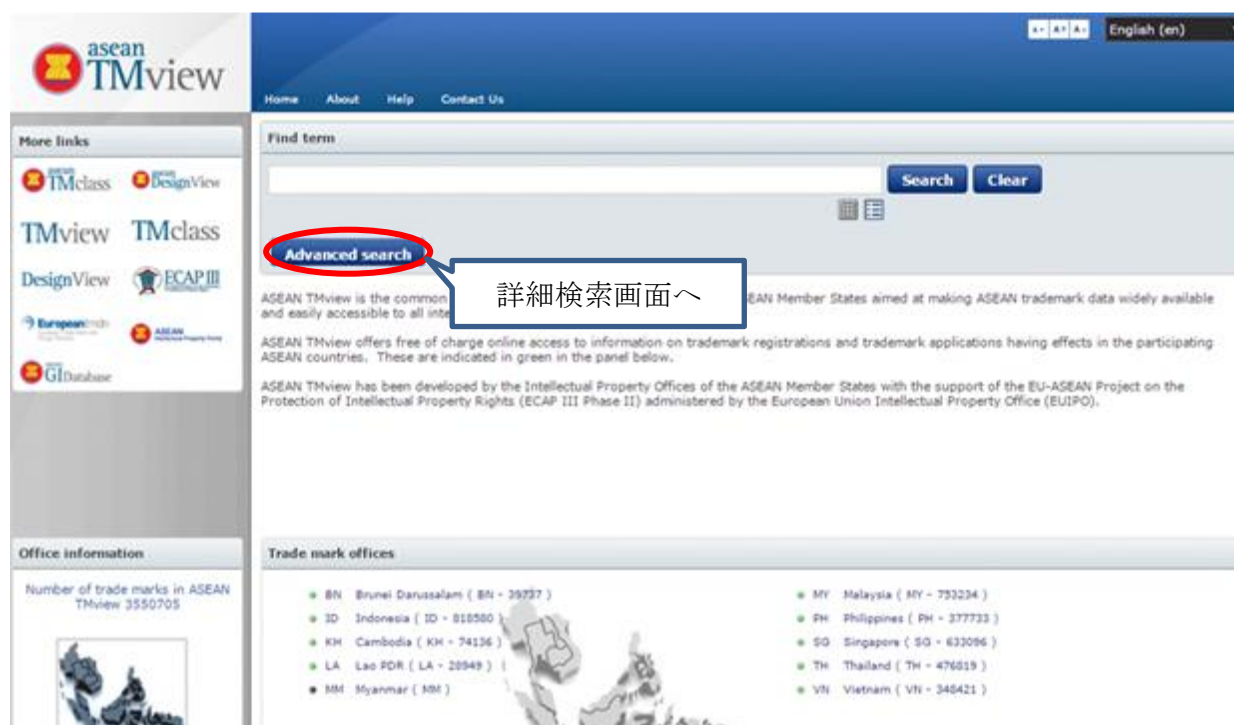 asean
TMview
A- A+ A-
English (en)
Home About Help Contact Us
More links
asean TMclass
asean DesignView
TMview TMclass
DesignView ECAP III
European
ASEAN
GI Database
Find term
Search Clear
Advanced search
詳細検索画面へ
ASEAN TMview is the common
EAN Member States aimed at making ASEAN trademark data widely available
and easily accessible to all inte
ASEAN TMview offers free of charge online access to information on trademark registrations and trademark applications having effects in the participating
ASEAN countries. These are indicated in green in the panel below.
ASEAN TMview has been developed by the Intellectual Property Offices of the ASEAN Member States with the support of the EU-ASEAN Project on the
Protection of Intellectual Property Rights (ECAP III Phase II) administered by the European Union Intellectual Property Office (EUIPO).
Office information
Number of trade marks in ASEAN
TMview 3550705
Trade mark offices
BN Brunei Darussalam ( BN - 39737 )
ID Indonesia ( ID - 818580 )
KH Cambodia ( KH - 74136 )
LA Lao PDR ( LA - 28949 )
MM Myanmar ( MM )
MY Malaysia ( MY - 753234 )
PH Philippines ( PH - 377733 )
SG Singapore ( SG - 633096 )
TH Thailand ( TH - 476819 )
VN Vietnam ( VN - 348421 )